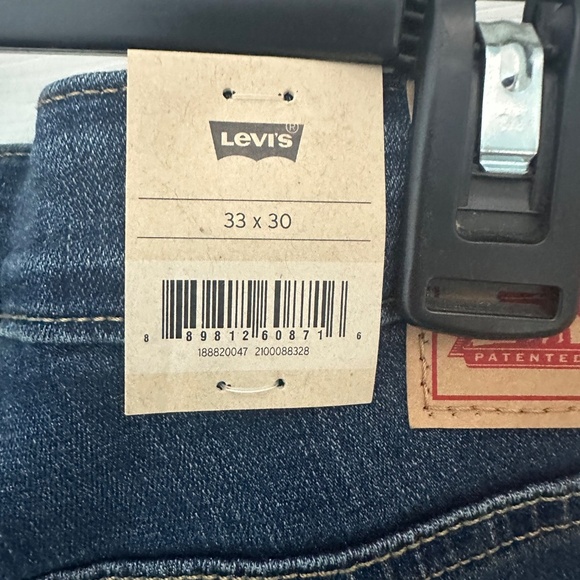 LEVI'S®
33 x 30
8 89812 60871 6
188820047 2100088328
PATENTED